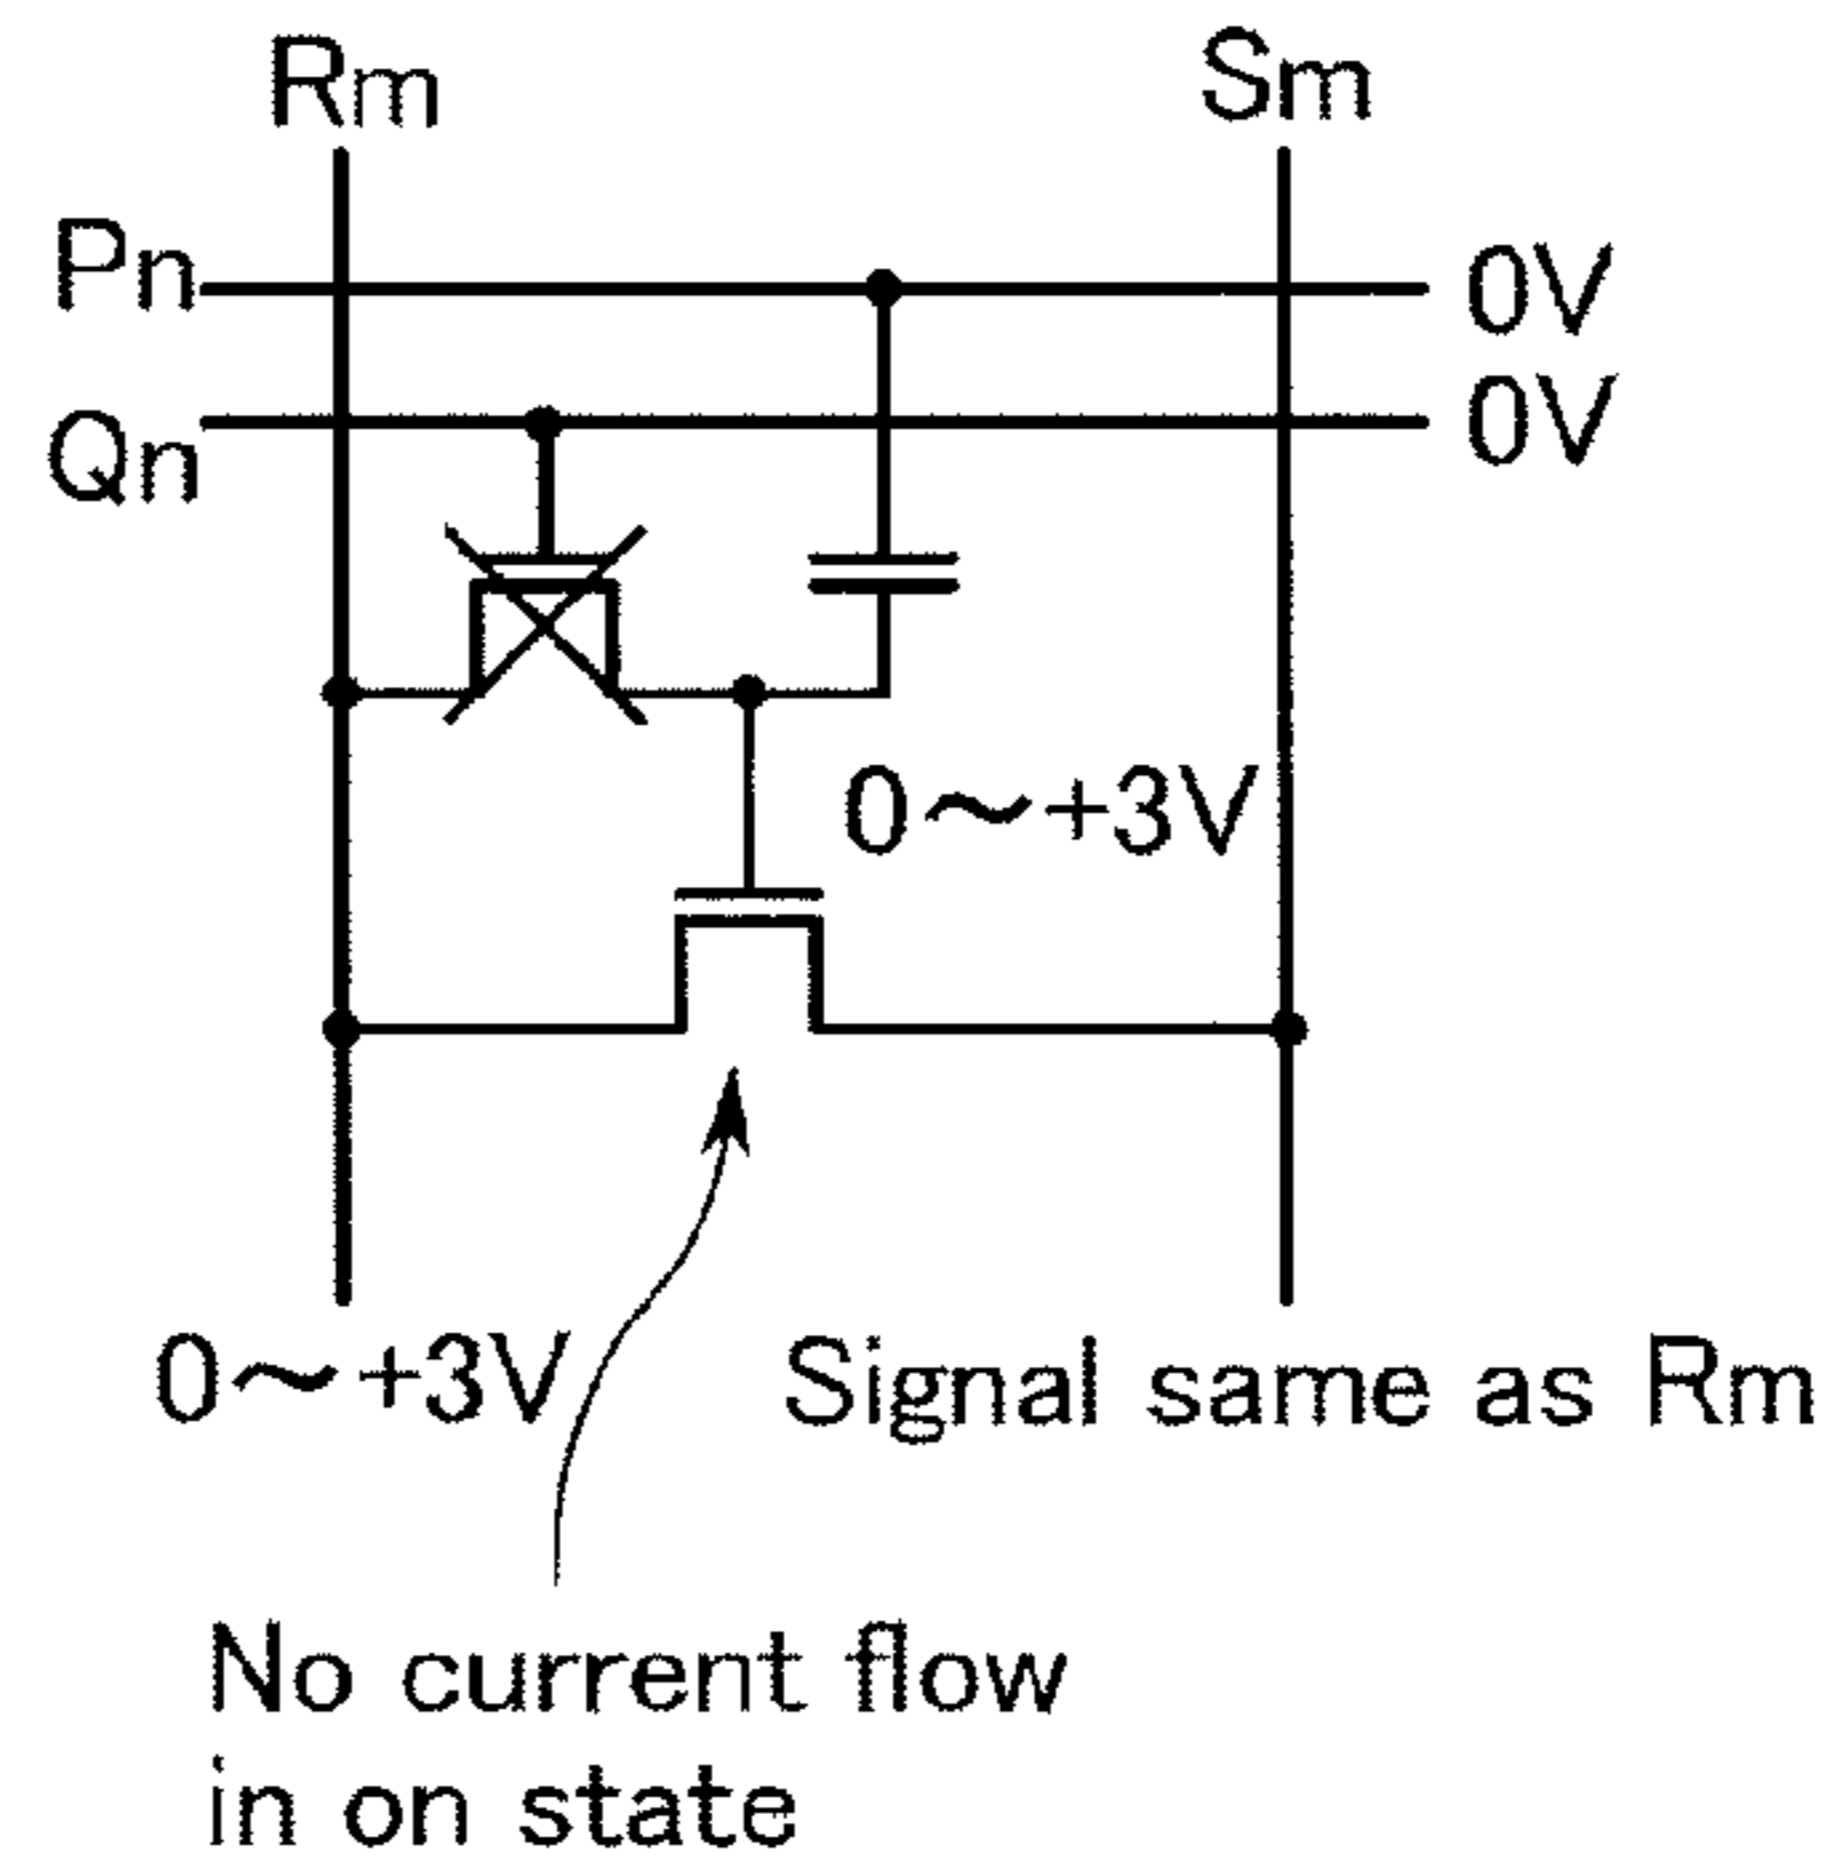 Rm
Sm
Pn
0V
Qn
0V
0～+3V
0～+3V
Signal same as Rm
No current flow
in on state